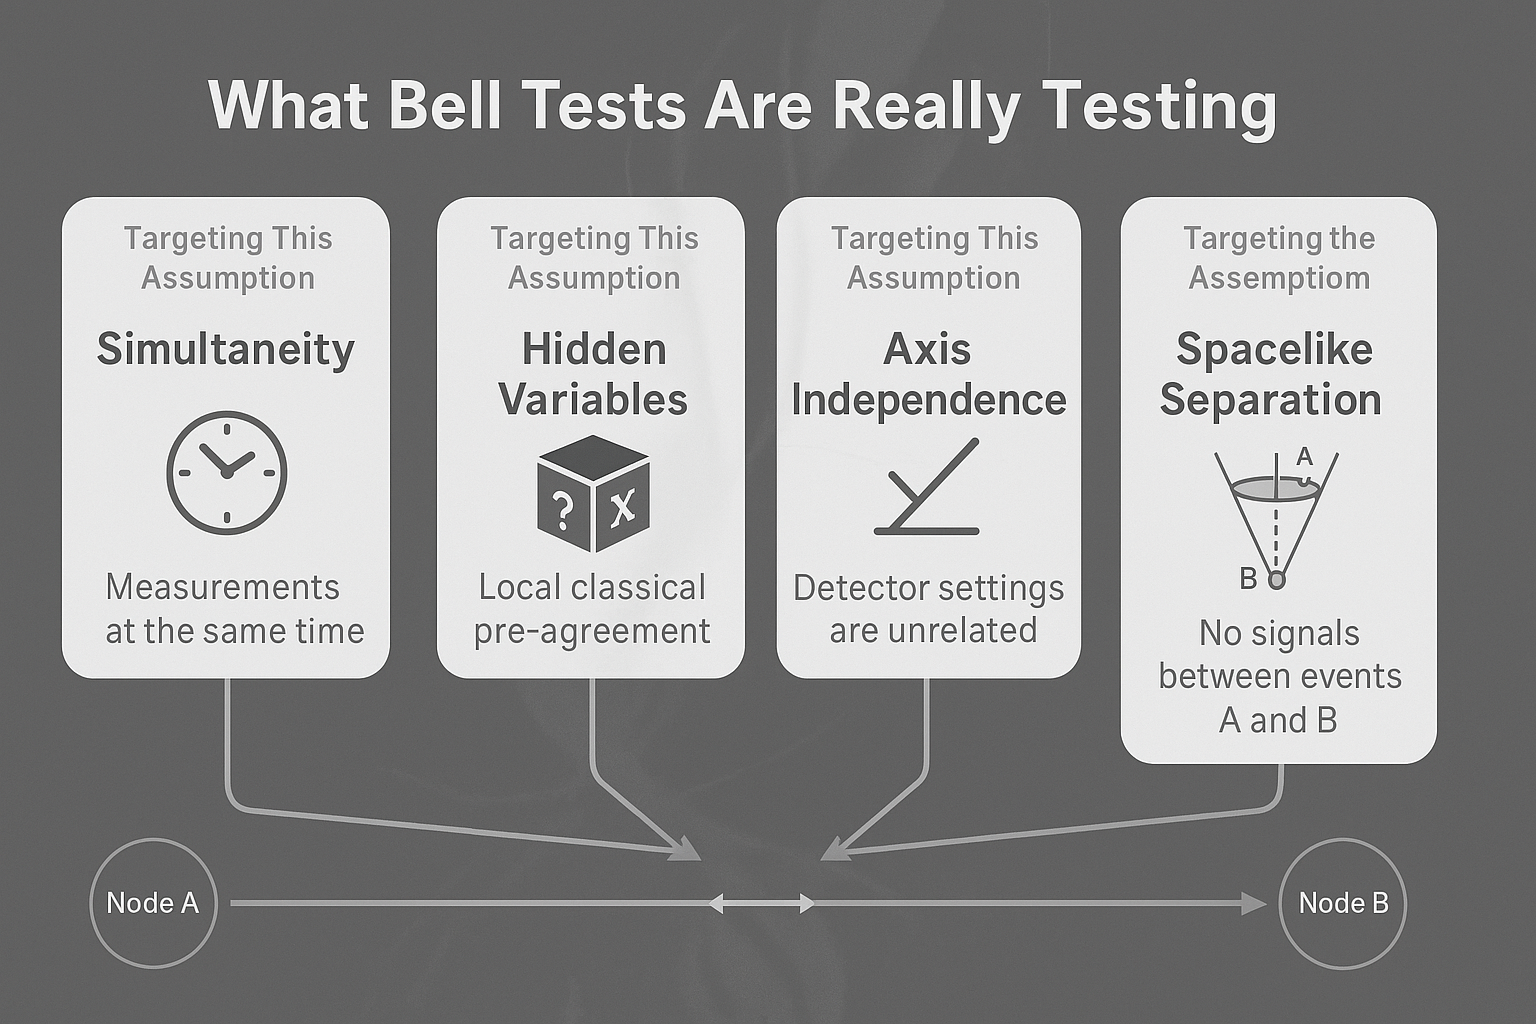 What Bell Tests Are Really Testing
Targeting This
Assumption
Simultaneity
Measurements
at the same time
Targeting This
Assumption
Hidden
Variables
? X
Local classical
pre-agreement
Targeting This
Assumption
Axis
Independence
Detector settings
are unrelated
Targeting the
Assemptiom
Spacelike
Separation
A
B
No signals
between events
A and B
Node A
Node B